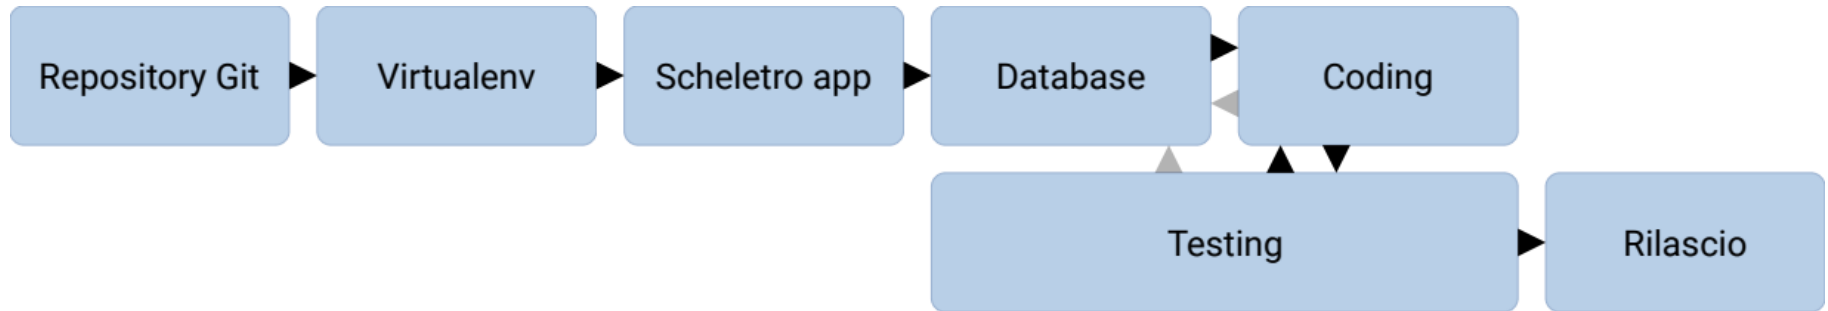 Repository Git
Virtualenv
Scheletro app
Database
Coding
Testing
Rilascio